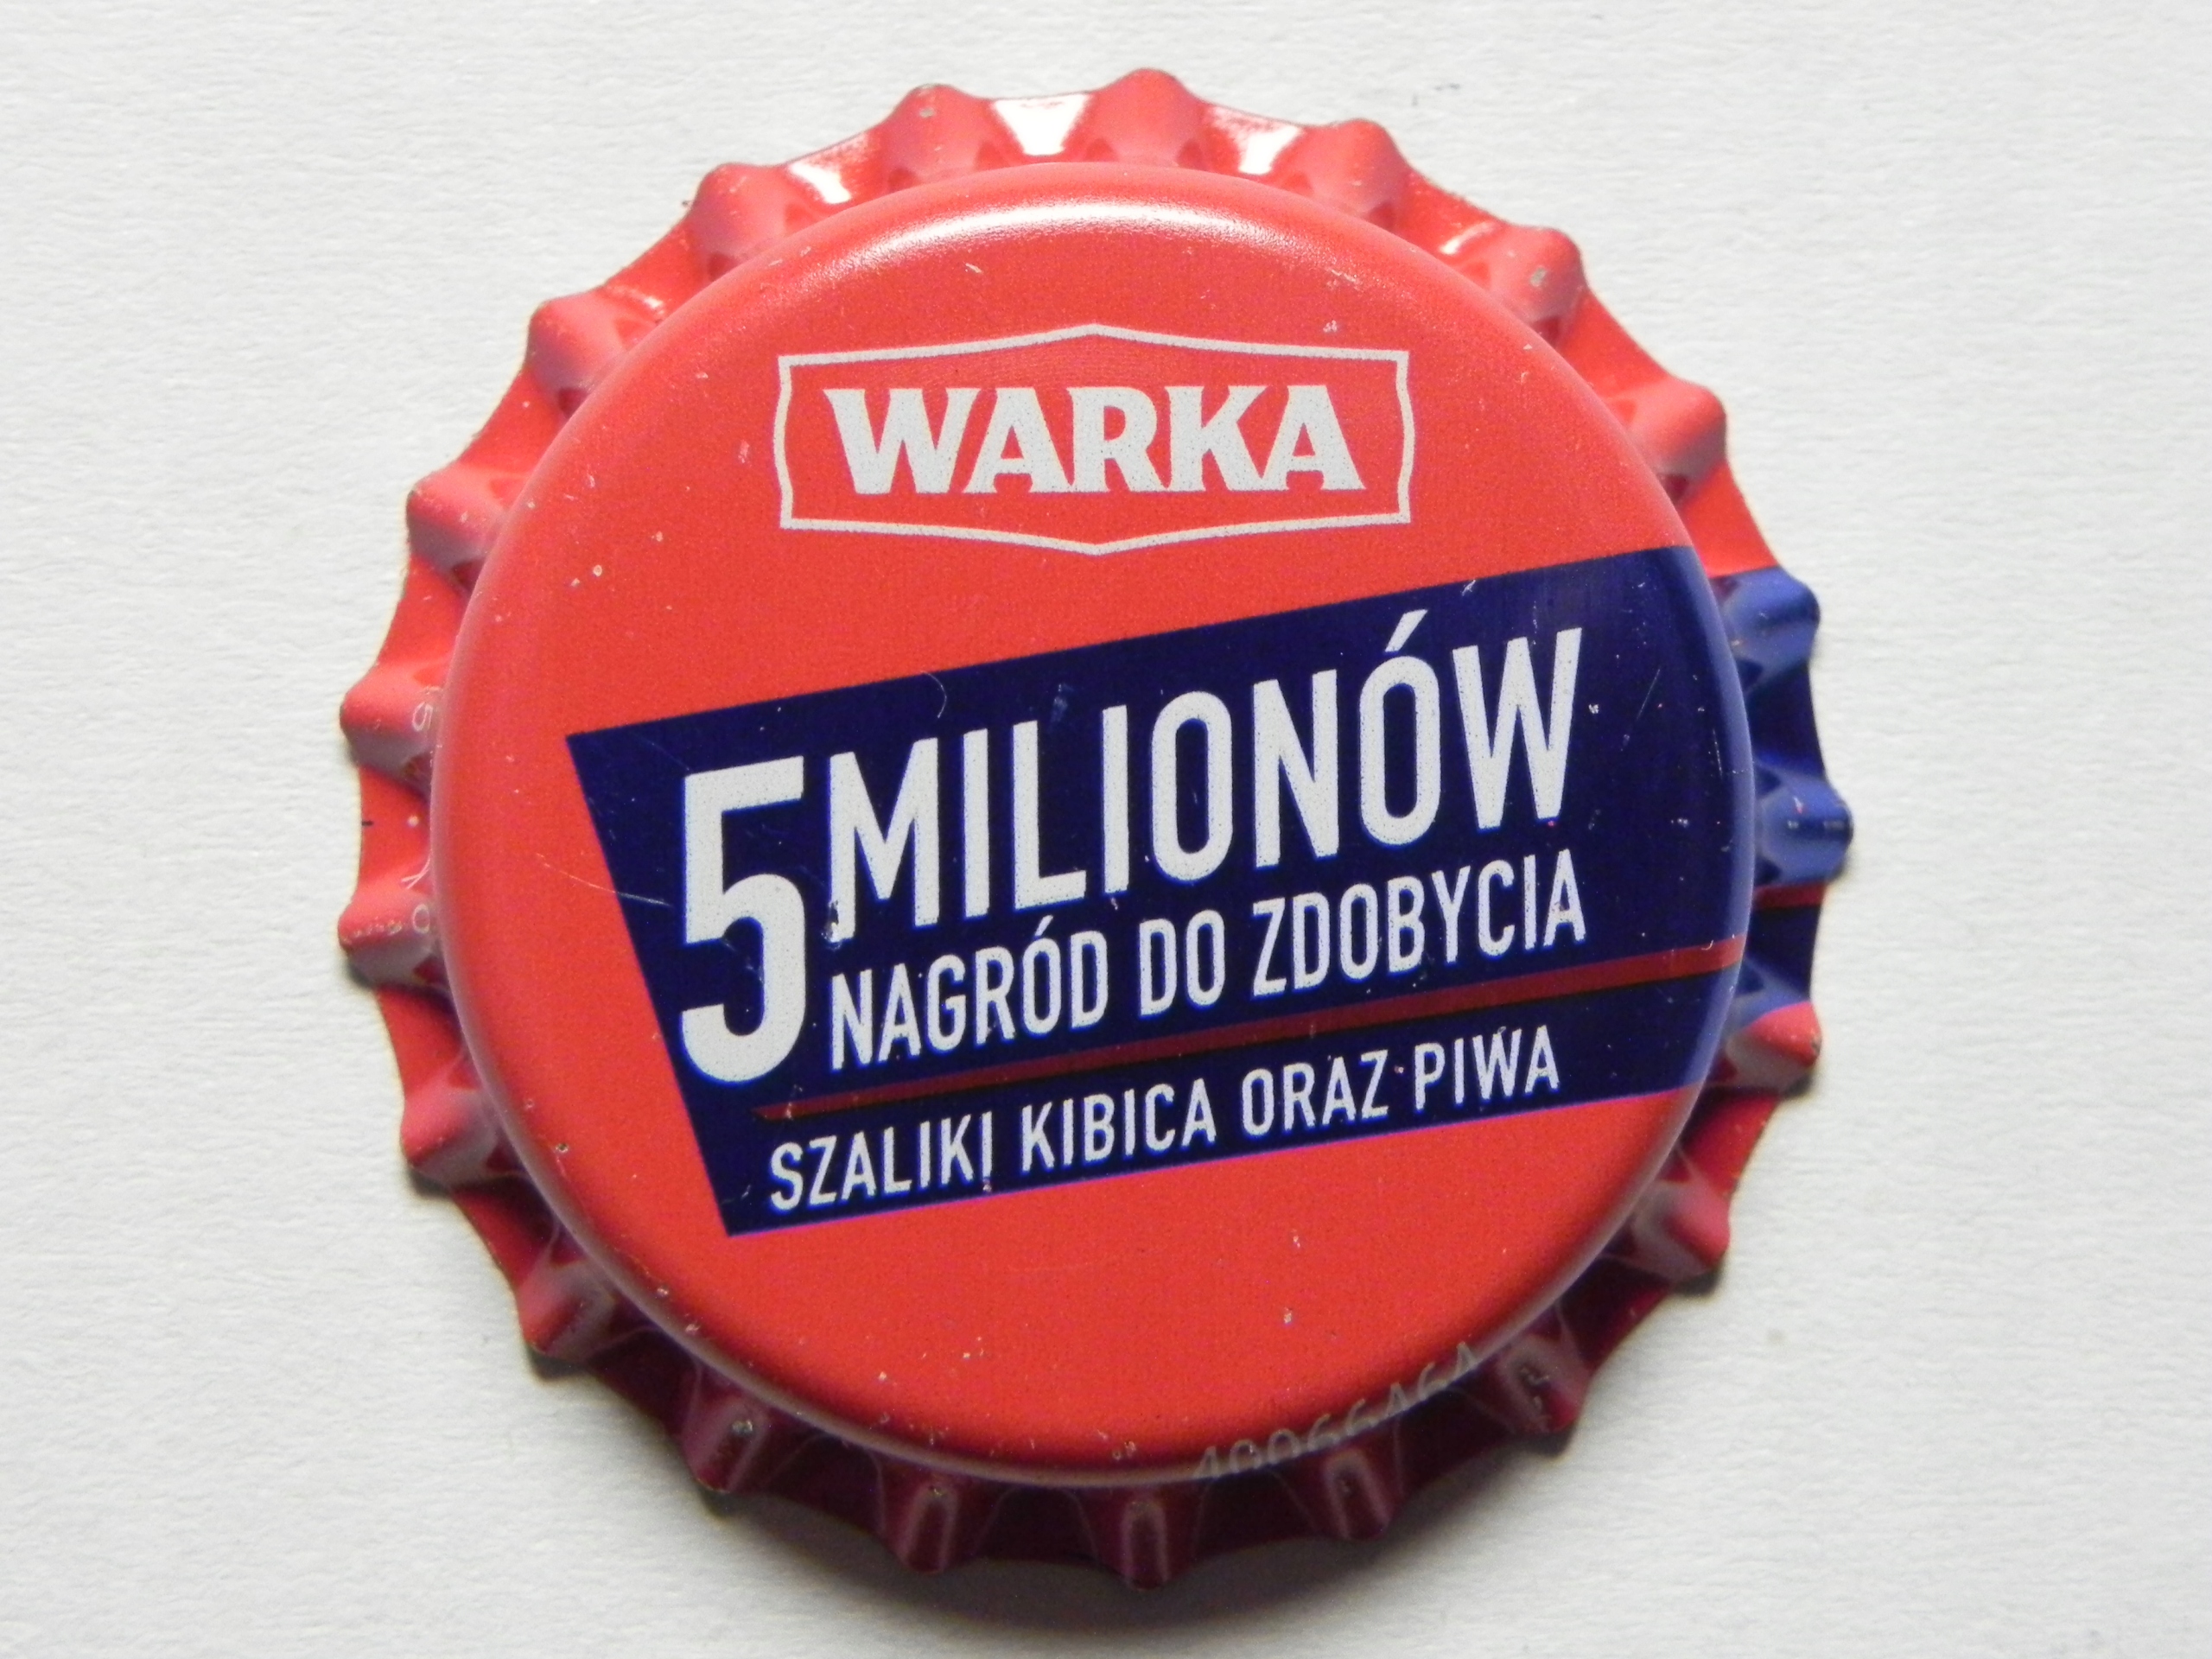 WARKA
5 MILIONÓW
NAGRÓD DO ZDOBYCIA
SZALIKI KIBICA ORAZ PIWA